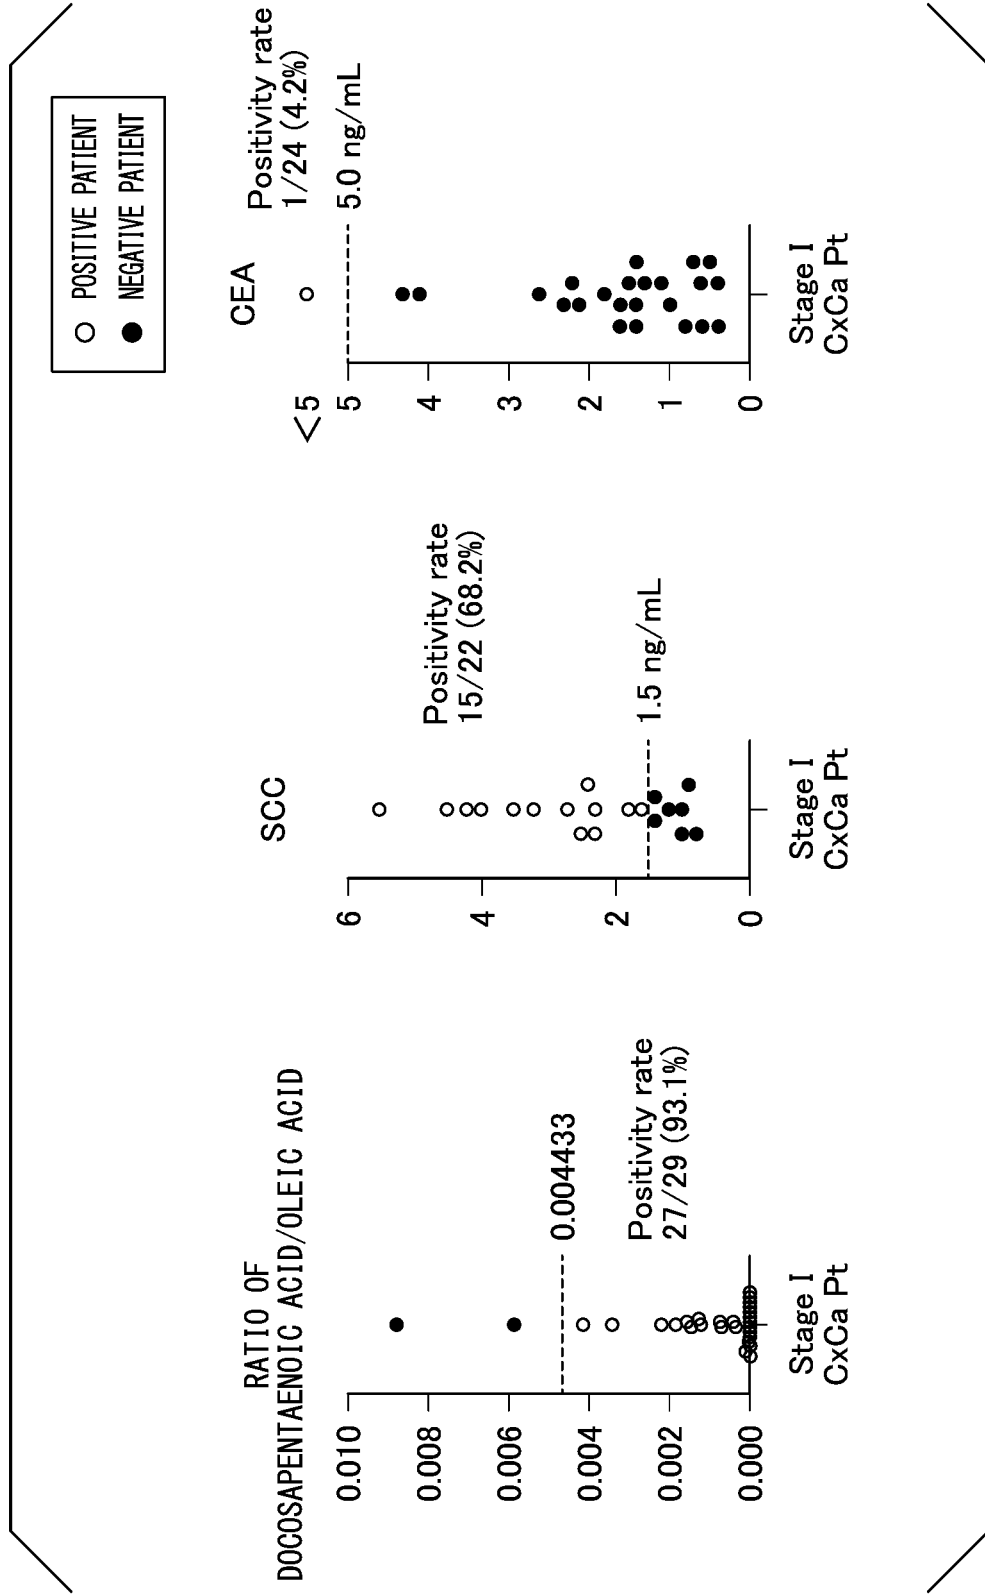 ○ POSITIVE PATIENT
● NEGATIVE PATIENT
RATIO OF
DOCOSAPENTAENOIC ACID/OLEIC ACID
0.010
0.008
0.006
0.004
0.002
0.000
0.004433
Positivity rate
27/29 (93.1%)
Stage I
CxCa Pt
SCC
6
4
2
0
Positivity rate
15/22 (68.2%)
1.5 ng/mL
Stage I
CxCa Pt
CEA
<5
5
4
3
2
1
0
Positivity rate
1/24 (4.2%)
5.0 ng/mL
Stage I
CxCa Pt